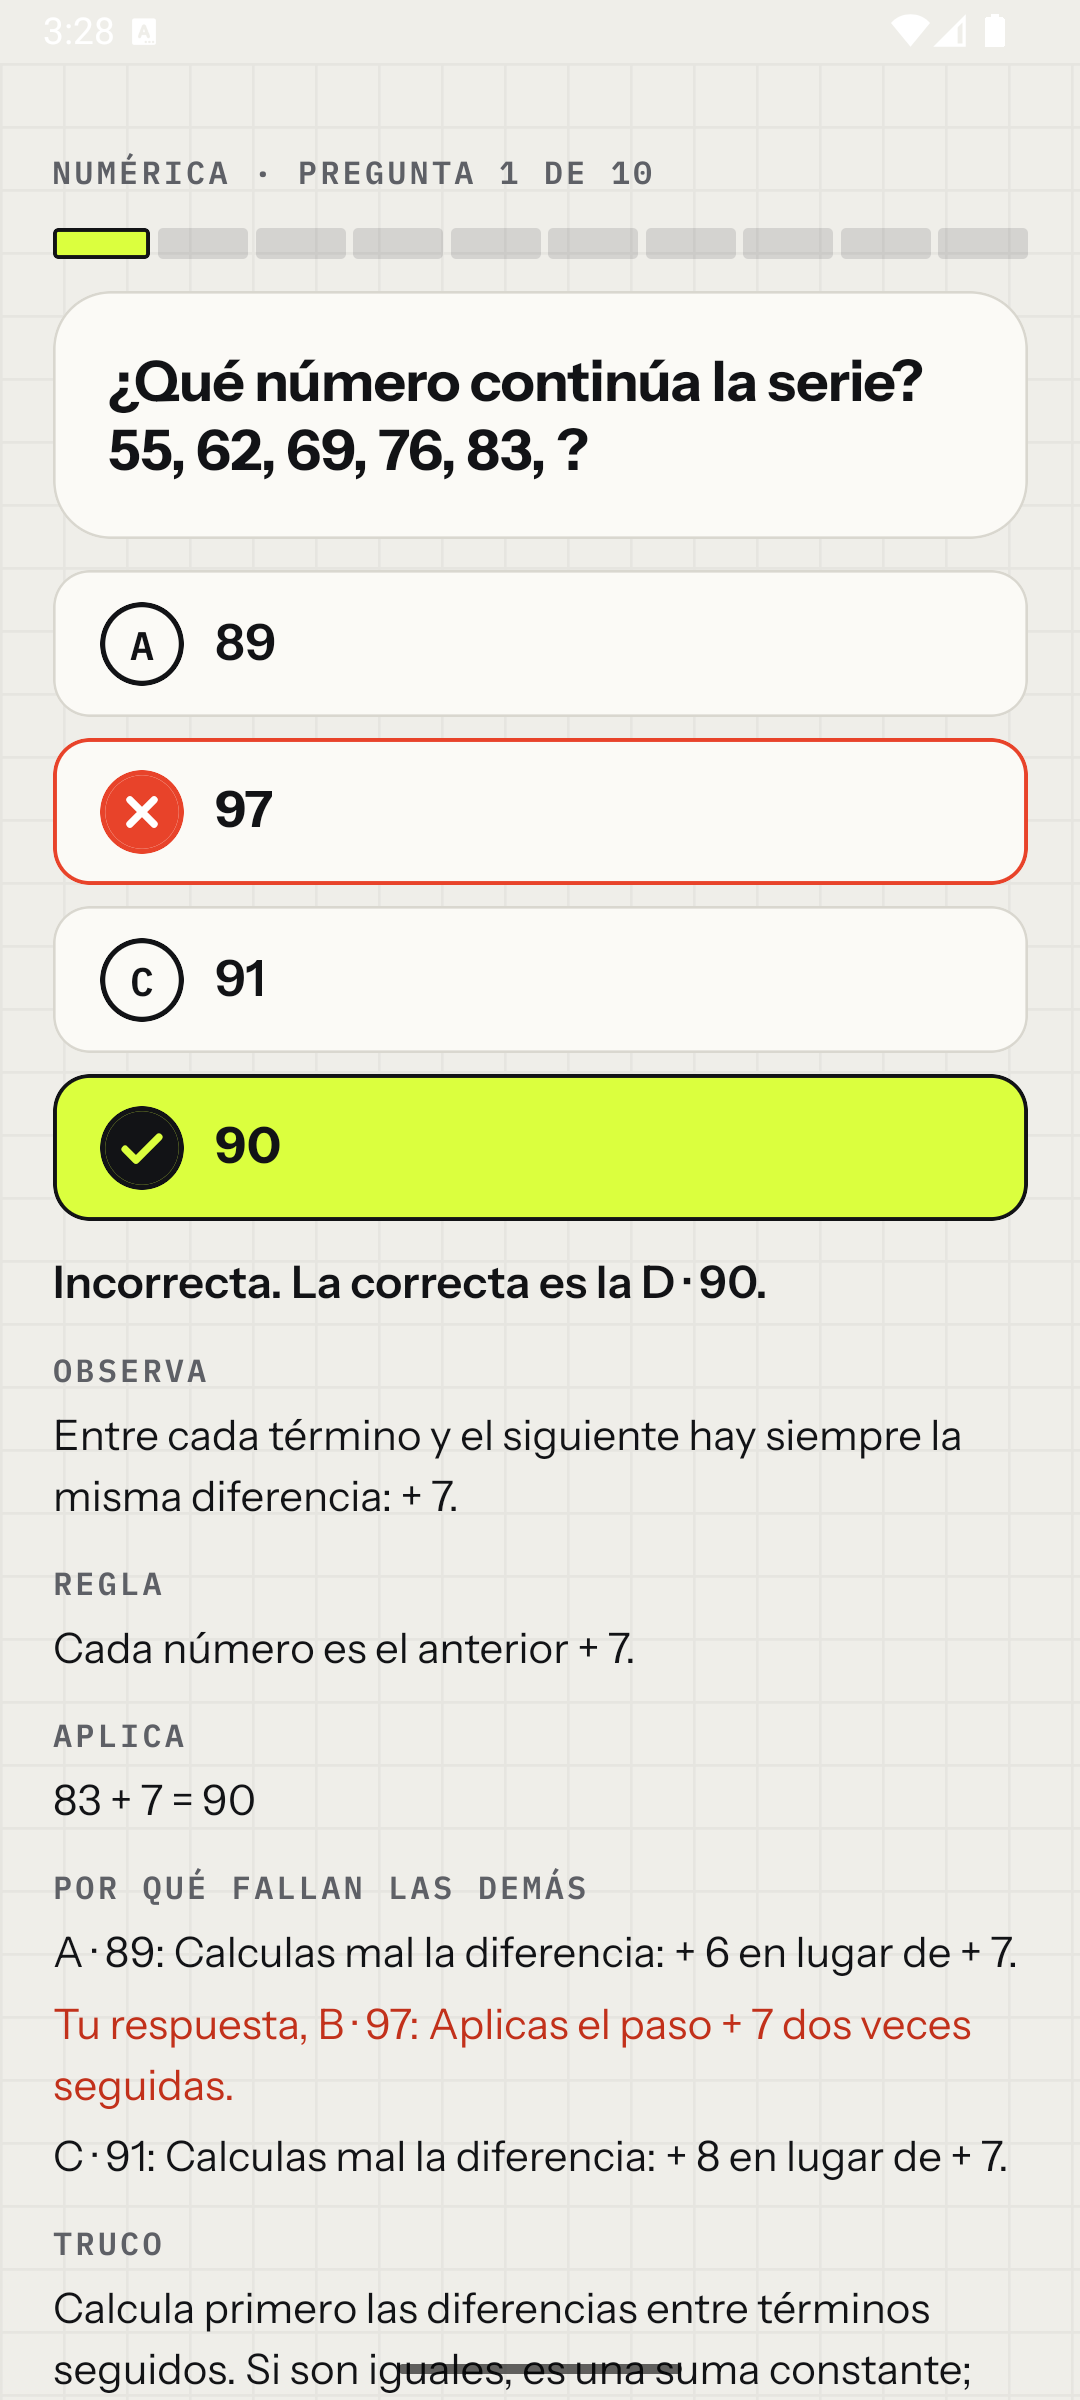 3:28
NUMÉRICA · PREGUNTA 1 DE 10
¿Qué número continúa la serie?
55, 62, 69, 76, 83, ?
A 89
97
C 91
90
Incorrecta. La correcta es la D · 90.
OBSERVA
Entre cada término y el siguiente hay siempre la
misma diferencia: + 7.
REGLA
Cada número es el anterior + 7.
APLICA
83 + 7 = 90
POR QUÉ FALLAN LAS DEMÁS
A · 89: Calculas mal la diferencia: + 6 en lugar de + 7.
Tu respuesta, B · 97: Aplicas el paso + 7 dos veces
seguidas.
C · 91: Calculas mal la diferencia: + 8 en lugar de + 7.
TRUCO
Calcula primero las diferencias entre términos
seguidos. Si son iguales, es una suma constante;